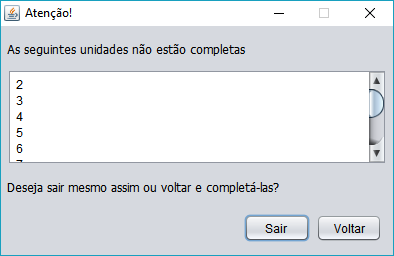 Atenção!
As seguintes unidades não estão completas
2
3
4
5
6
7
Deseja sair mesmo assim ou voltar e completá-las?
Sair
Voltar